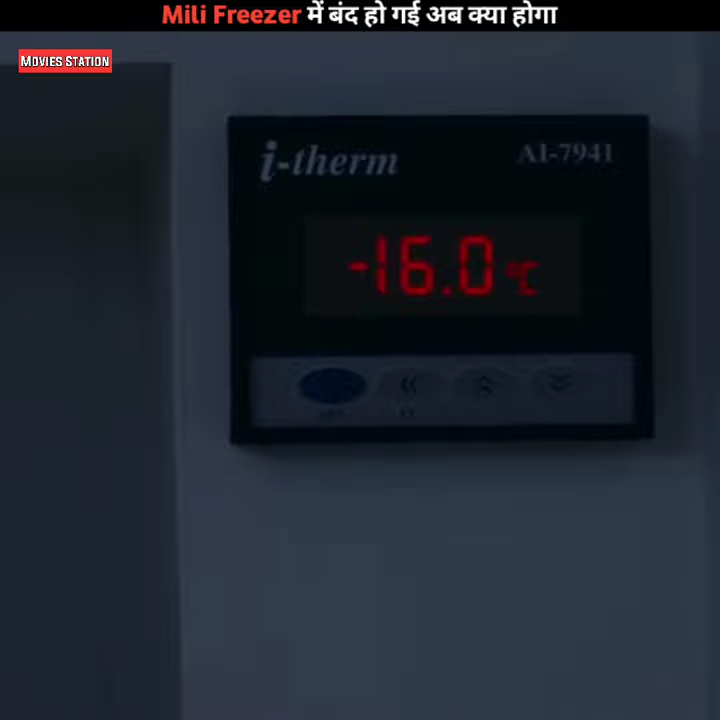 Mili Freezer में बंद हो गई अब क्या होगा
MOVIES STATION
i-therm
AI-7941
-16.0 °C